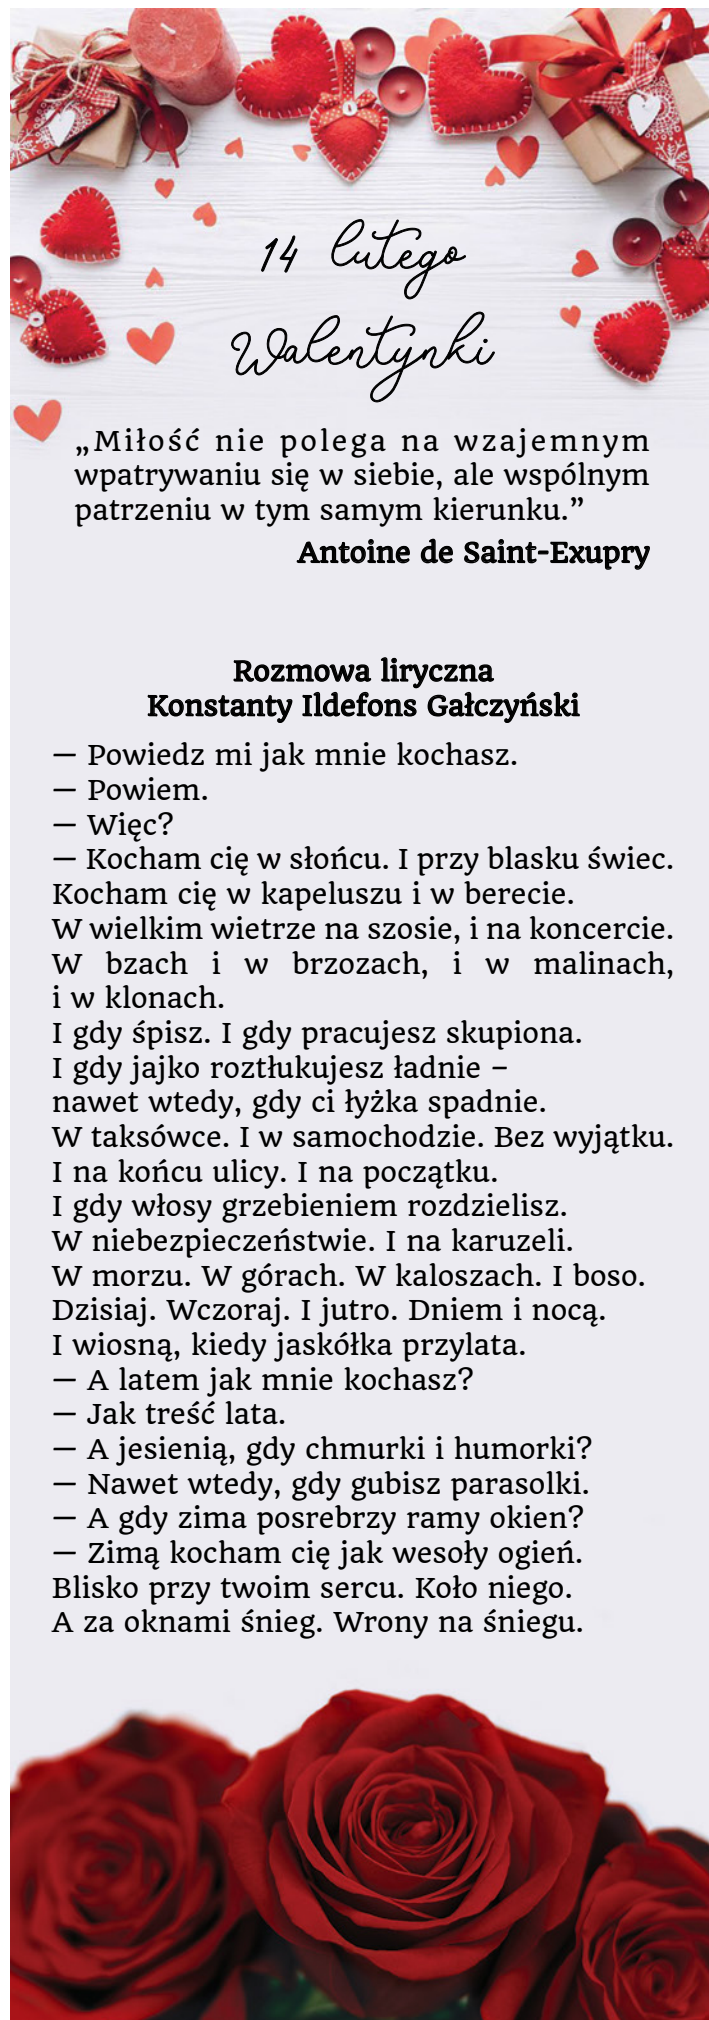 14 lutego
Walentynki
„Miłość nie polega na wzajemnym
wpatrywaniu się w siebie, ale wspólnym
patrzeniu w tym samym kierunku.”
Antoine de Saint-Exupry
Rozmowa liryczna
Konstanty Ildefons Gałczyński
— Powiedz mi jak mnie kochasz.
— Powiem.
— Więc?
— Kocham cię w słońcu. I przy blasku świec.
Kocham cię w kapeluszu i w berecie.
W wielkim wietrze na szosie, i na koncercie.
W bzach i w brzozach, i w malinach,
i w klonach.
I gdy śpisz. I gdy pracujesz skupiona.
I gdy jajko roztłukujesz ładnie –
nawet wtedy, gdy ci łyżka spadnie.
W taksówce. I w samochodzie. Bez wyjątku.
I na końcu ulicy. I na początku.
I gdy włosy grzebieniem rozdzielisz.
W niebezpieczeństwie. I na karuzeli.
W morzu. W górach. W kaloszach. I boso.
Dzisiaj. Wczoraj. I jutro. Dniem i nocą.
I wiosną, kiedy jaskółka przylata.
— A latem jak mnie kochasz?
— Jak treść lata.
— A jesienią, gdy chmurki i humorki?
— Nawet wtedy, gdy gubisz parasolki.
— A gdy zima posrebrzy ramy okien?
— Zimą kocham cię jak wesoły ogień.
Blisko przy twoim sercu. Koło niego.
A za oknami śnieg. Wrony na śniegu.